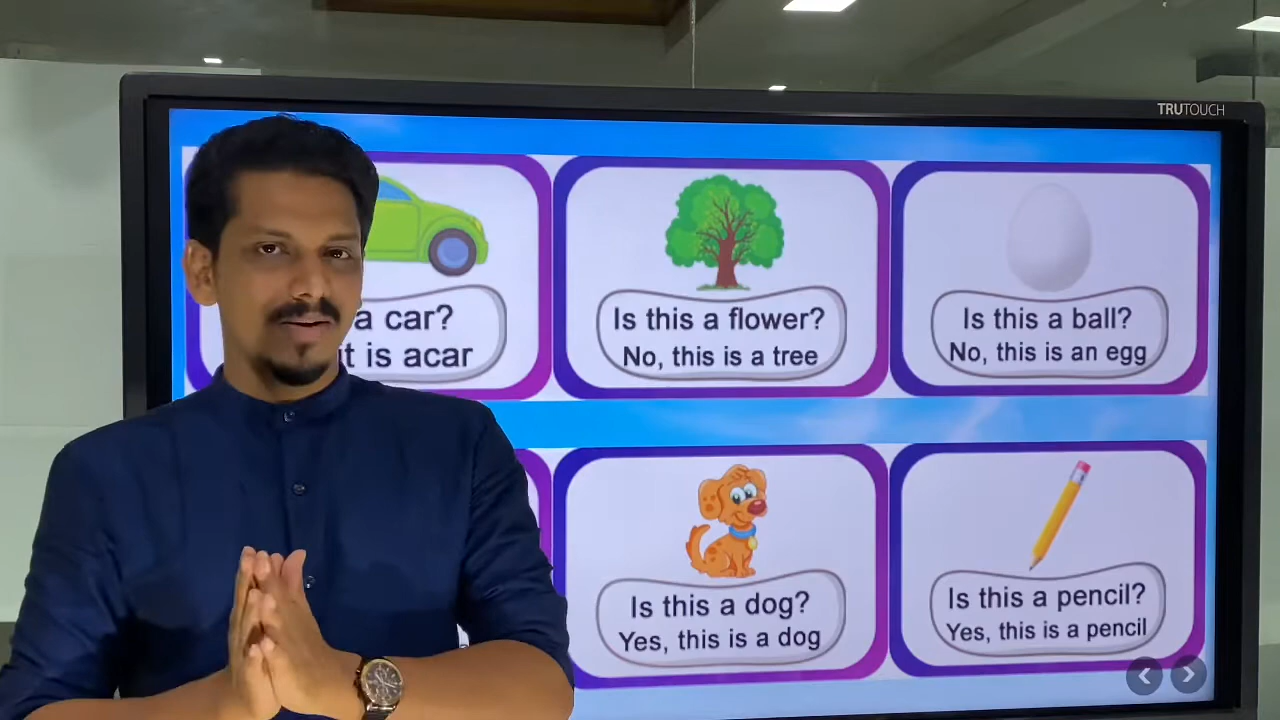 TRUTOUCH
a car?
t is acar
Is this a flower?
No, this is a tree
Is this a ball?
No, this is an egg
Is this a dog?
Yes, this is a dog
Is this a pencil?
Yes, this is a pencil